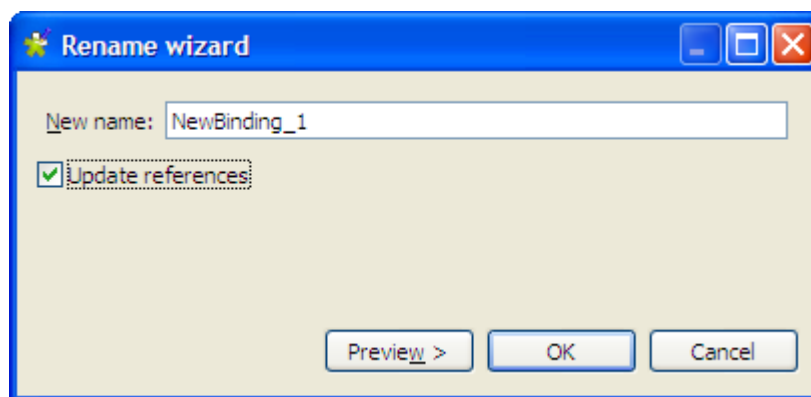 Rename wizard
New name: NewBinding_1
Update references
Preview > OK Cancel